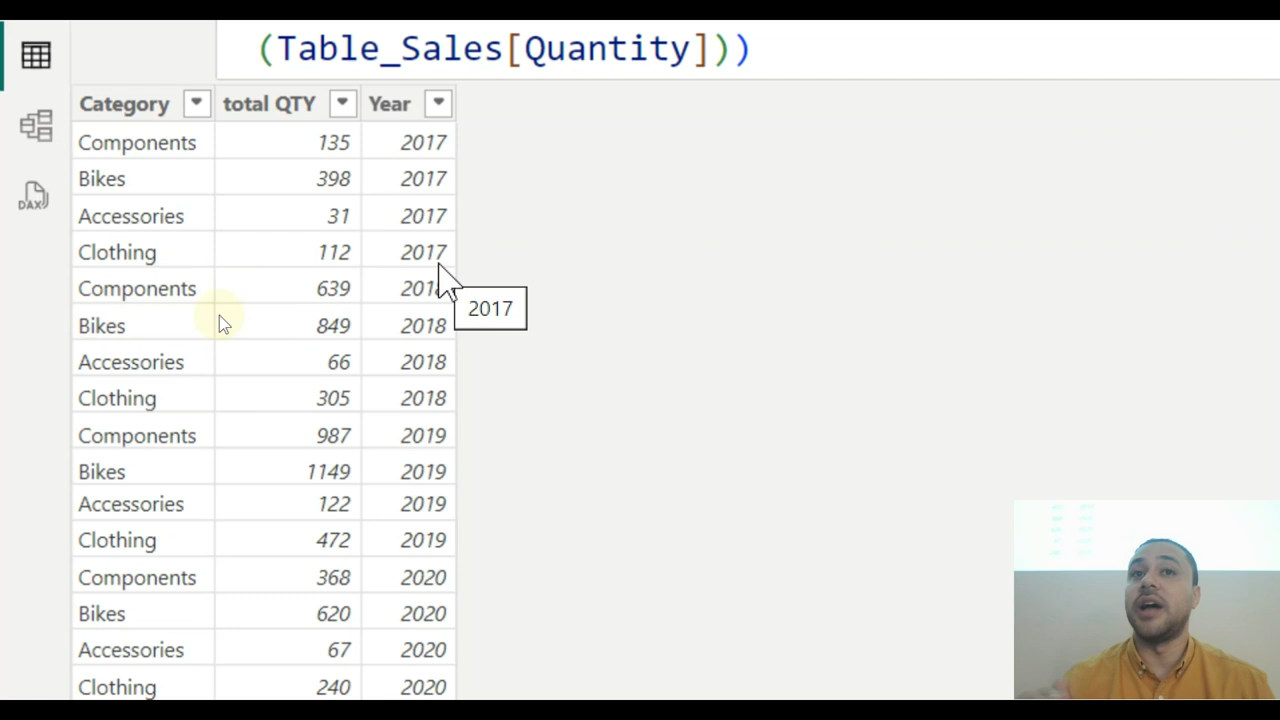 (Table_Sales[Quantity]))
Category total QTY Year
Components 135 2017
Bikes 398 2017
Accessories 31 2017
Clothing 112 2017
Components 639 2018
2017
Bikes 849 2018
Accessories 66 2018
Clothing 305 2018
Components 987 2019
Bikes 1149 2019
Accessories 122 2019
Clothing 472 2019
Components 368 2020
Bikes 620 2020
Accessories 67 2020
Clothing 240 2020
DAX